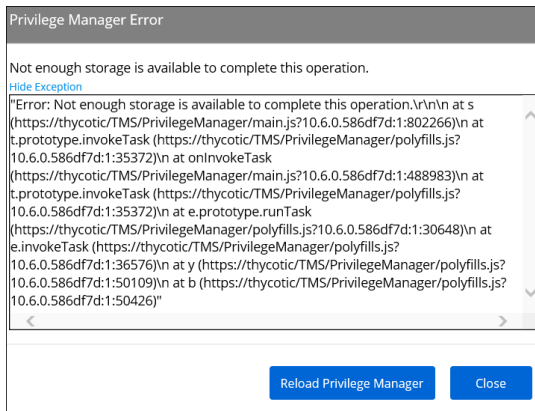 Privilege Manager Error
Not enough storage is available to complete this operation.
Hide Exception
"Error: Not enough storage is available to complete this operation.\r\n\n at s
(https://thycotic/TMS/PrivilegeManager/main.js?10.6.0.586df7d:1:802266)\n at
t.prototype.invokeTask (https://thycotic/TMS/PrivilegeManager/polyfills.js?
10.6.0.586df7d:1:35372)\n at onInvokeTask
(https://thycotic/TMS/PrivilegeManager/main.js?10.6.0.586df7d:1:488983)\n at
t.prototype.invokeTask (https://thycotic/TMS/PrivilegeManager/polyfills.js?
10.6.0.586df7d:1:35372)\n at e.prototype.runTask
(https://thycotic/TMS/PrivilegeManager/polyfills.js?10.6.0.586df7d:1:30648)\n at
e.invokeTask (https://thycotic/TMS/PrivilegeManager/polyfills.js?
10.6.0.586df7d:1:36576)\n at y (https://thycotic/TMS/PrivilegeManager/polyfills.js?
10.6.0.586df7d:1:50109)\n at b (https://thycotic/TMS/PrivilegeManager/polyfills.js?
10.6.0.586df7d:1:50426)"
Reload Privilege Manager
Close